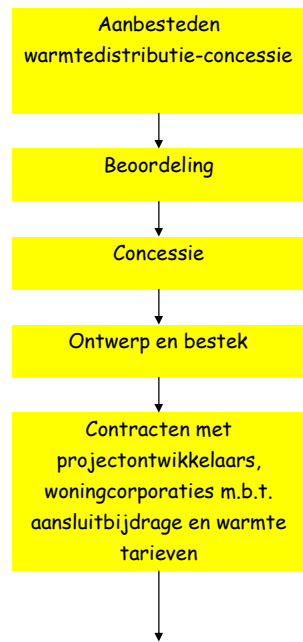 Aanbesteden
warmtedistributie-concessie
Beoordeling
Concessie
Ontwerp en bestek
Contracten met
projectontwikkelaars,
woningcorporaties m.b.t.
aansluitbijdrage en warmte
tarieven